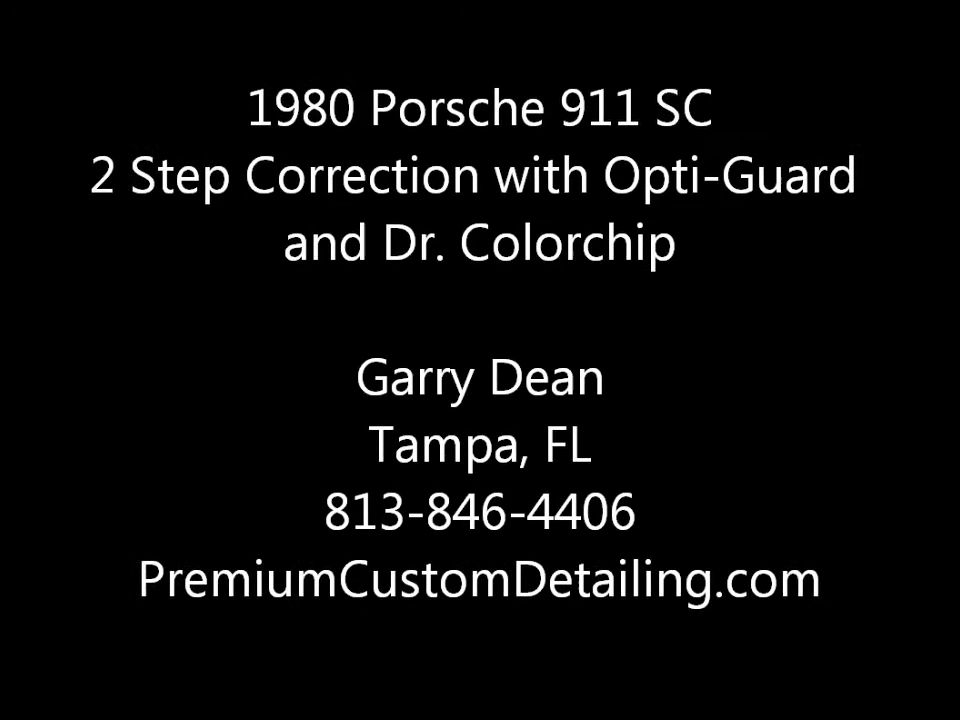 1980 Porsche 911 SC
2 Step Correction with Opti-Guard
and Dr. Colorchip
Garry Dean
Tampa, FL
813-846-4406
PremiumCustomDetailing.com